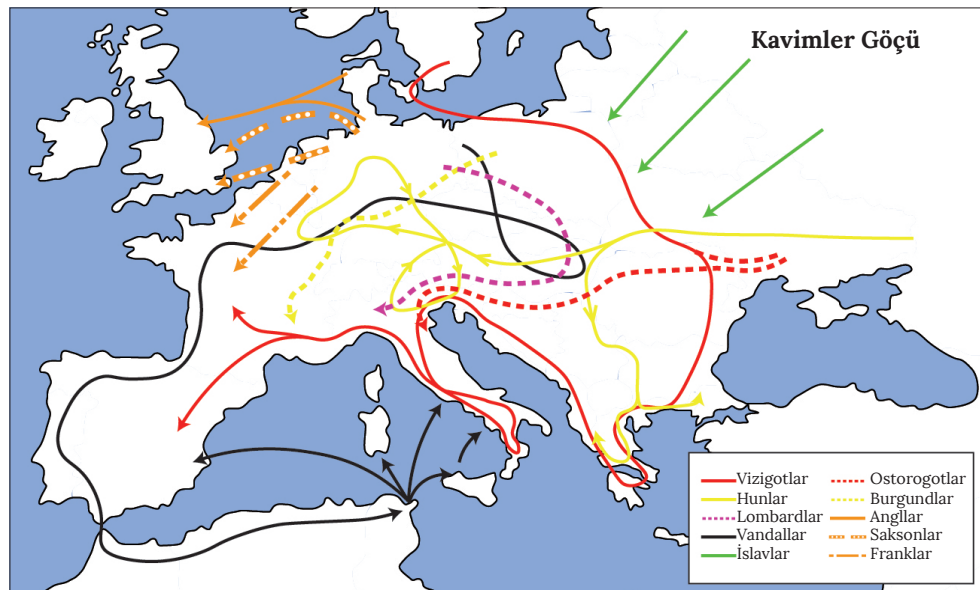 Kavimler Göçü
Vizigotlar
Hunlar
Lombardlar
Vandallar
İslavlar
Ostorogotlar
Burgundlar
Angllar
Saksonlar
Franklar